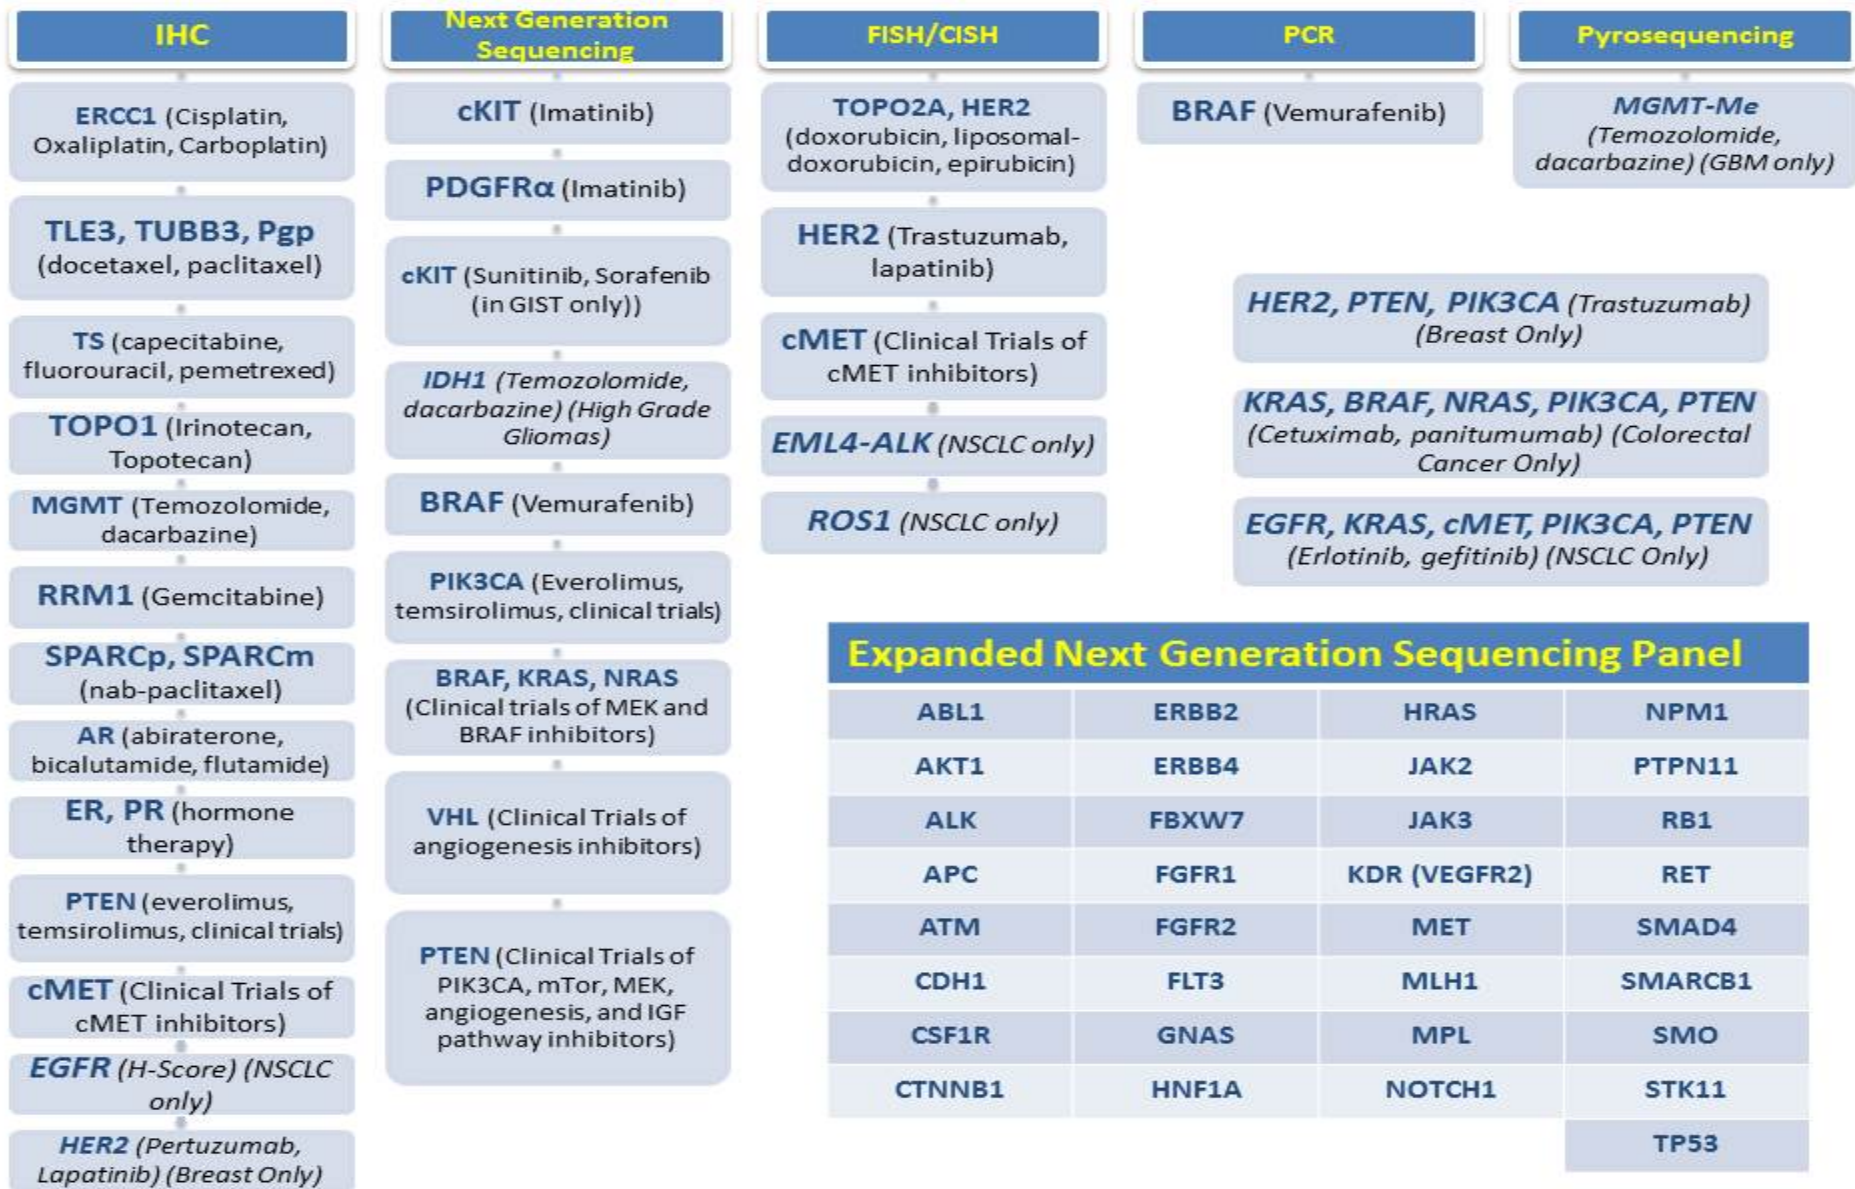 IHC
ERCC1 (Cisplatin,
Oxaliplatin, Carboplatin)
TLE3, TUBB3, Pgp
(docetaxel, paclitaxel)
TS (capecitabine,
fluorouracil, pemetrexed)
TOPO1 (Irinotecan,
Topotecan)
MGMT (Temozolomide,
dacarbazine)
RRM1 (Gemcitabine)
SPARCp, SPARCm
(nab-paclitaxel)
AR (abiraterone,
bicalutamide, flutamide)
ER, PR (hormone
therapy)
PTEN (everolimus,
temsirolimus, clinical trials)
cMET (Clinical Trials of
cMET inhibitors)
EGFR (H-Score) (NSCLC
only)
HER2 (Pertuzumab,
Lapatinib) (Breast Only)
Next Generation
Sequencing
cKIT (Imatinib)
PDGFRα (Imatinib)
cKIT (Sunitinib, Sorafenib
(in GIST only))
IDH1 (Temozolomide,
dacarbazine) (High Grade
Gliomas)
BRAF (Vemurafenib)
PIK3CA (Everolimus,
temsirolimus, clinical trials)
BRAF, KRAS, NRAS
(Clinical trials of MEK and
BRAF inhibitors)
VHL (Clinical Trials of
angiogenesis inhibitors)
PTEN (Clinical Trials of
PIK3CA, mTor, MEK,
angiogenesis, and IGF
pathway inhibitors)
FISH/CISH
TOPO2A, HER2
(doxorubicin, liposomal-
doxorubicin, epirubicin)
HER2 (Trastuzumab,
lapatinib)
cMET (Clinical Trials of
cMET inhibitors)
EML4-ALK (NSCLC only)
ROS1 (NSCLC only)
PCR
BRAF (Vemurafenib)
Pyrosequencing
MGMT-Me
(Temozolomide,
dacarbazine) (GBM only)
HER2, PTEN, PIK3CA (Trastuzumab)
(Breast Only)
KRAS, BRAF, NRAS, PIK3CA, PTEN
(Cetuximab, panitumumab) (Colorectal
Cancer Only)
EGFR, KRAS, cMET, PIK3CA, PTEN
(Erlotinib, gefitinib) (NSCLC Only)
Expanded Next Generation Sequencing Panel
ABL1 ERBB2 HRAS NPM1
AKT1 ERBB4 JAK2 PTPN11
ALK FBXW7 JAK3 RB1
APC FGFR1 KDR (VEGFR2) RET
ATM FGFR2 MET SMAD4
CDH1 FLT3 MLH1 SMARCB1
CSF1R GNAS MPL SMO
CTNNB1 HNF1A NOTCH1 STK11
TP53